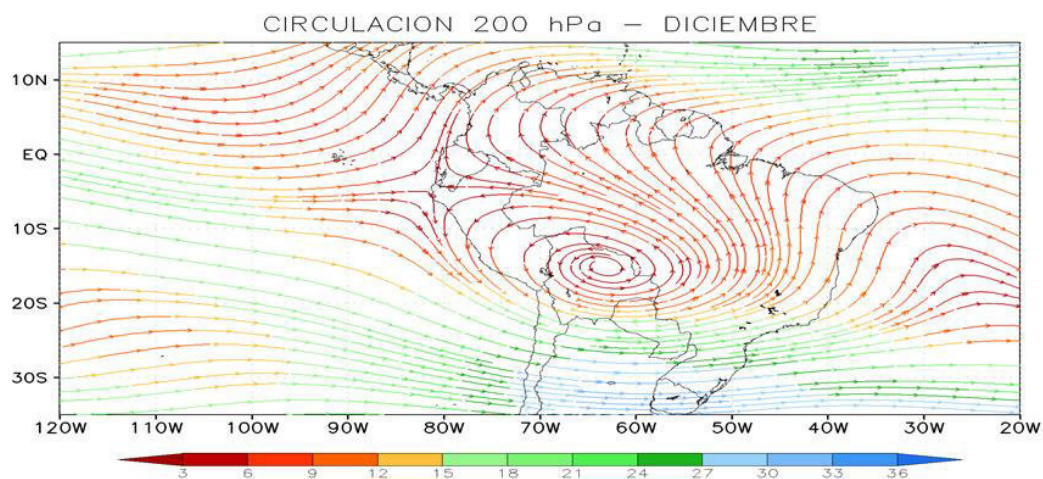 CIRCULACION 200 hPa — DICIEMBRE
10N
EQ
10S
20S
30S
120W 110W 100W 90W 80W 70W 60W 50W 40W 30W 20W
3 6 9 12 15 18 21 24 27 30 33 36